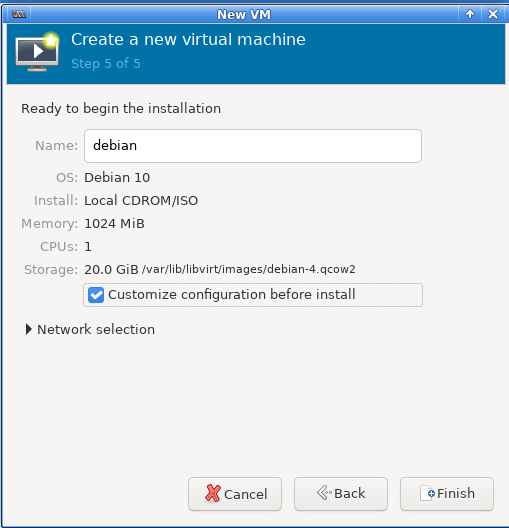 New VM
Create a new virtual machine
Step 5 of 5
Ready to begin the installation
Name: debian
OS: Debian 10
Install: Local CDROM/ISO
Memory: 1024 MiB
CPUs: 1
Storage: 20.0 GiB /var/lib/libvirt/images/debian-4.qcow2
Customize configuration before install
Network selection
Cancel Back Finish